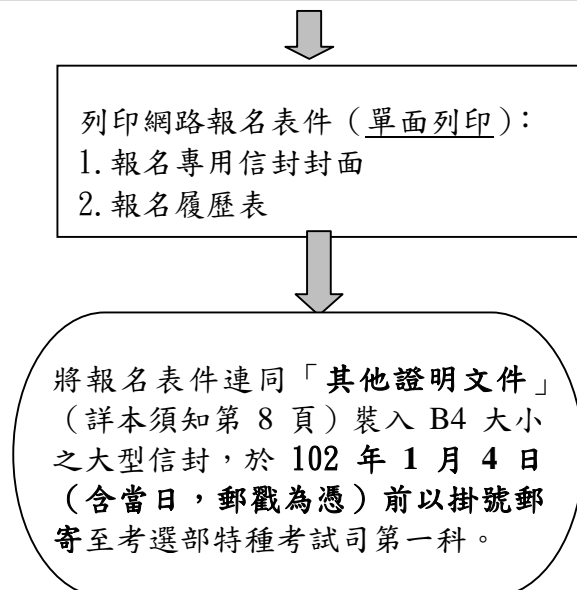 列印網路報名表件（單面列印）：
1.報名專用信封封面
2.報名履歷表
將報名表件連同「其他證明文件」
（詳本須知第 8 頁）裝入 B4 大小
之大型信封，於 102 年 1 月 4 日
（含當日，郵戳為憑）前以掛號郵
寄至考選部特種考試司第一科。